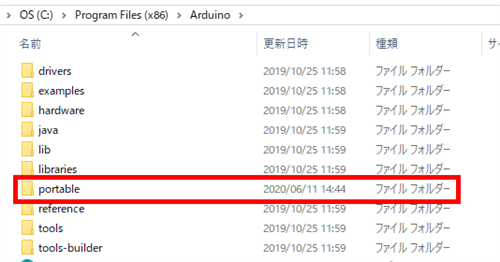 OS (C:) › Program Files (x86) › Arduino ›
名前 更新日時 種類 サイ
drivers 2019/10/25 11:58 ファイル フォルダー
examples 2019/10/25 11:58 ファイル フォルダー
hardware 2019/10/25 11:58 ファイル フォルダー
java 2019/10/25 11:59 ファイル フォルダー
lib 2019/10/25 11:59 ファイル フォルダー
libraries 2019/10/25 11:59 ファイル フォルダー
portable 2020/06/11 14:44 ファイル フォルダー
reference 2019/10/25 11:59 ファイル フォルダー
tools 2019/10/25 11:59 ファイル フォルダー
tools-builder 2019/10/25 11:59 ファイル フォルダー